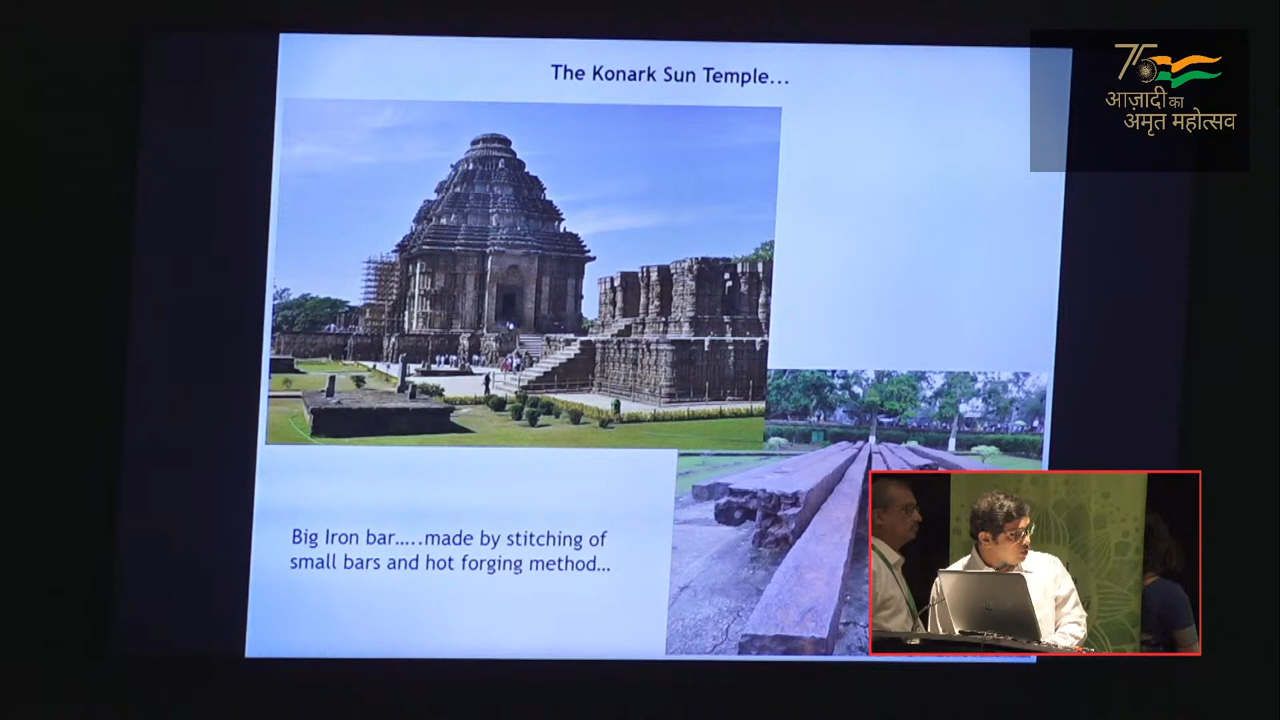 The Konark Sun Temple...
75
आज़ादी का
अमृत महोत्सव
Big Iron bar.....made by stitching of
small bars and hot forging method...